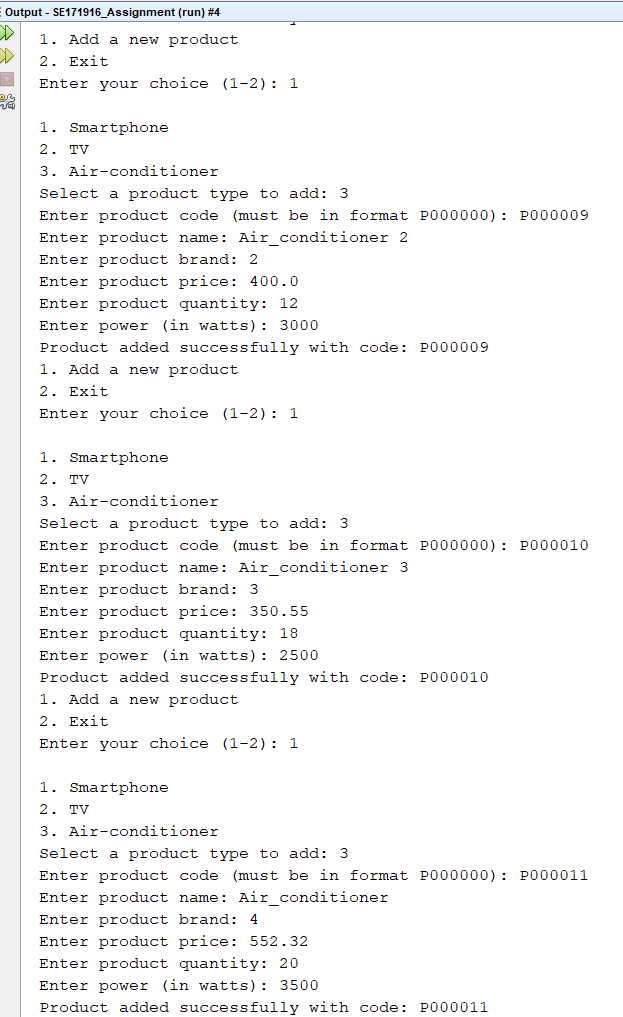 Output - SE171916_Assignment (run) #4
1. Add a new product
2. Exit
Enter your choice (1-2): 1
1. Smartphone
2. TV
3. Air-conditioner
Select a product type to add: 3
Enter product code (must be in format P000000): P000009
Enter product name: Air_conditioner 2
Enter product brand: 2
Enter product price: 400.0
Enter product quantity: 12
Enter power (in watts): 3000
Product added successfully with code: P000009
1. Add a new product
2. Exit
Enter your choice (1-2): 1
1. Smartphone
2. TV
3. Air-conditioner
Select a product type to add: 3
Enter product code (must be in format P000000): P000010
Enter product name: Air_conditioner 3
Enter product brand: 3
Enter product price: 350.55
Enter product quantity: 18
Enter power (in watts): 2500
Product added successfully with code: P000010
1. Add a new product
2. Exit
Enter your choice (1-2): 1
1. Smartphone
2. TV
3. Air-conditioner
Select a product type to add: 3
Enter product code (must be in format P000000): P000011
Enter product name: Air_conditioner
Enter product brand: 4
Enter product price: 552.32
Enter product quantity: 20
Enter power (in watts): 3500
Product added successfully with code: P000011